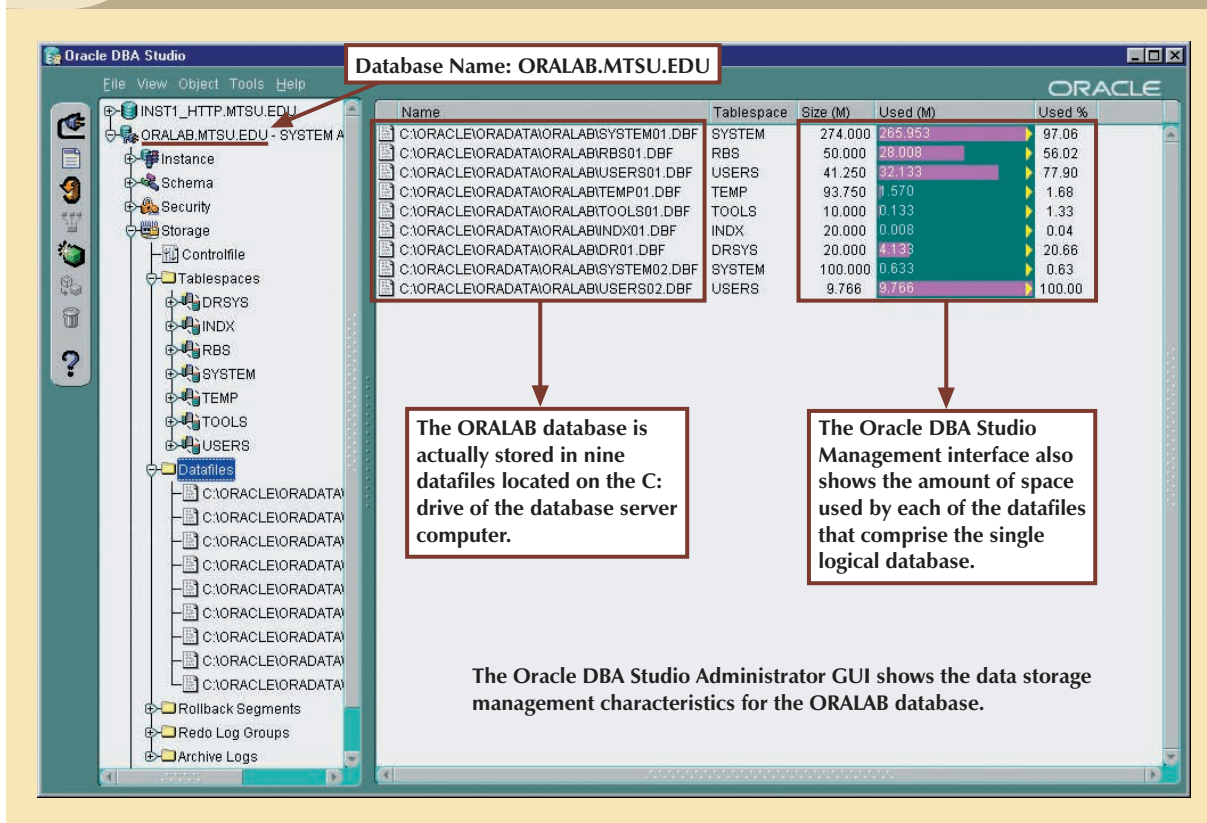 Oracle DBA Studio
Database Name: ORALAB.MTSU.EDU
File View Object Tools Help
ORACLE
INST1_HTTP.MTSU.EDU
ORALAB.MTSU.EDU - SYSTEM A
Instance
Schema
Security
Storage
Controlfile
Tablespaces
DRSYS
INDX
RBS
SYSTEM
TEMP
TOOLS
USERS
Datafiles
C:\ORACLE\ORADATA\
C:\ORACLE\ORADATA\
C:\ORACLE\ORADATA\
C:\ORACLE\ORADATA\
C:\ORACLE\ORADATA\
C:\ORACLE\ORADATA\
C:\ORACLE\ORADATA\
C:\ORACLE\ORADATA\
C:\ORACLE\ORADATA\
Rollback Segments
Redo Log Groups
Archive Logs
Name Tablespace Size (M) Used (M) Used %
C:\ORACLE\ORADATA\ORALAB\SYSTEM01.DBF SYSTEM 274.000 265.953 97.06
C:\ORACLE\ORADATA\ORALAB\RBS01.DBF RBS 50.000 28.008 56.02
C:\ORACLE\ORADATA\ORALAB\USERS01.DBF USERS 41.250 32.133 77.90
C:\ORACLE\ORADATA\ORALAB\TEMP01.DBF TEMP 93.750 1.570 1.68
C:\ORACLE\ORADATA\ORALAB\TOOLS01.DBF TOOLS 10.000 0.133 1.33
C:\ORACLE\ORADATA\ORALAB\INDX01.DBF INDX 20.000 0.008 0.04
C:\ORACLE\ORADATA\ORALAB\DR01.DBF DRSYS 20.000 4.133 20.66
C:\ORACLE\ORADATA\ORALAB\SYSTEM02.DBF SYSTEM 100.000 0.633 0.63
C:\ORACLE\ORADATA\ORALAB\USERS02.DBF USERS 9.766 9.766 100.00
The ORALAB database is
actually stored in nine
datafiles located on the C:
drive of the database server
computer.
The Oracle DBA Studio
Management interface also
shows the amount of space
used by each of the datafiles
that comprise the single
logical database.
The Oracle DBA Studio Administrator GUI shows the data storage
management characteristics for the ORALAB database.